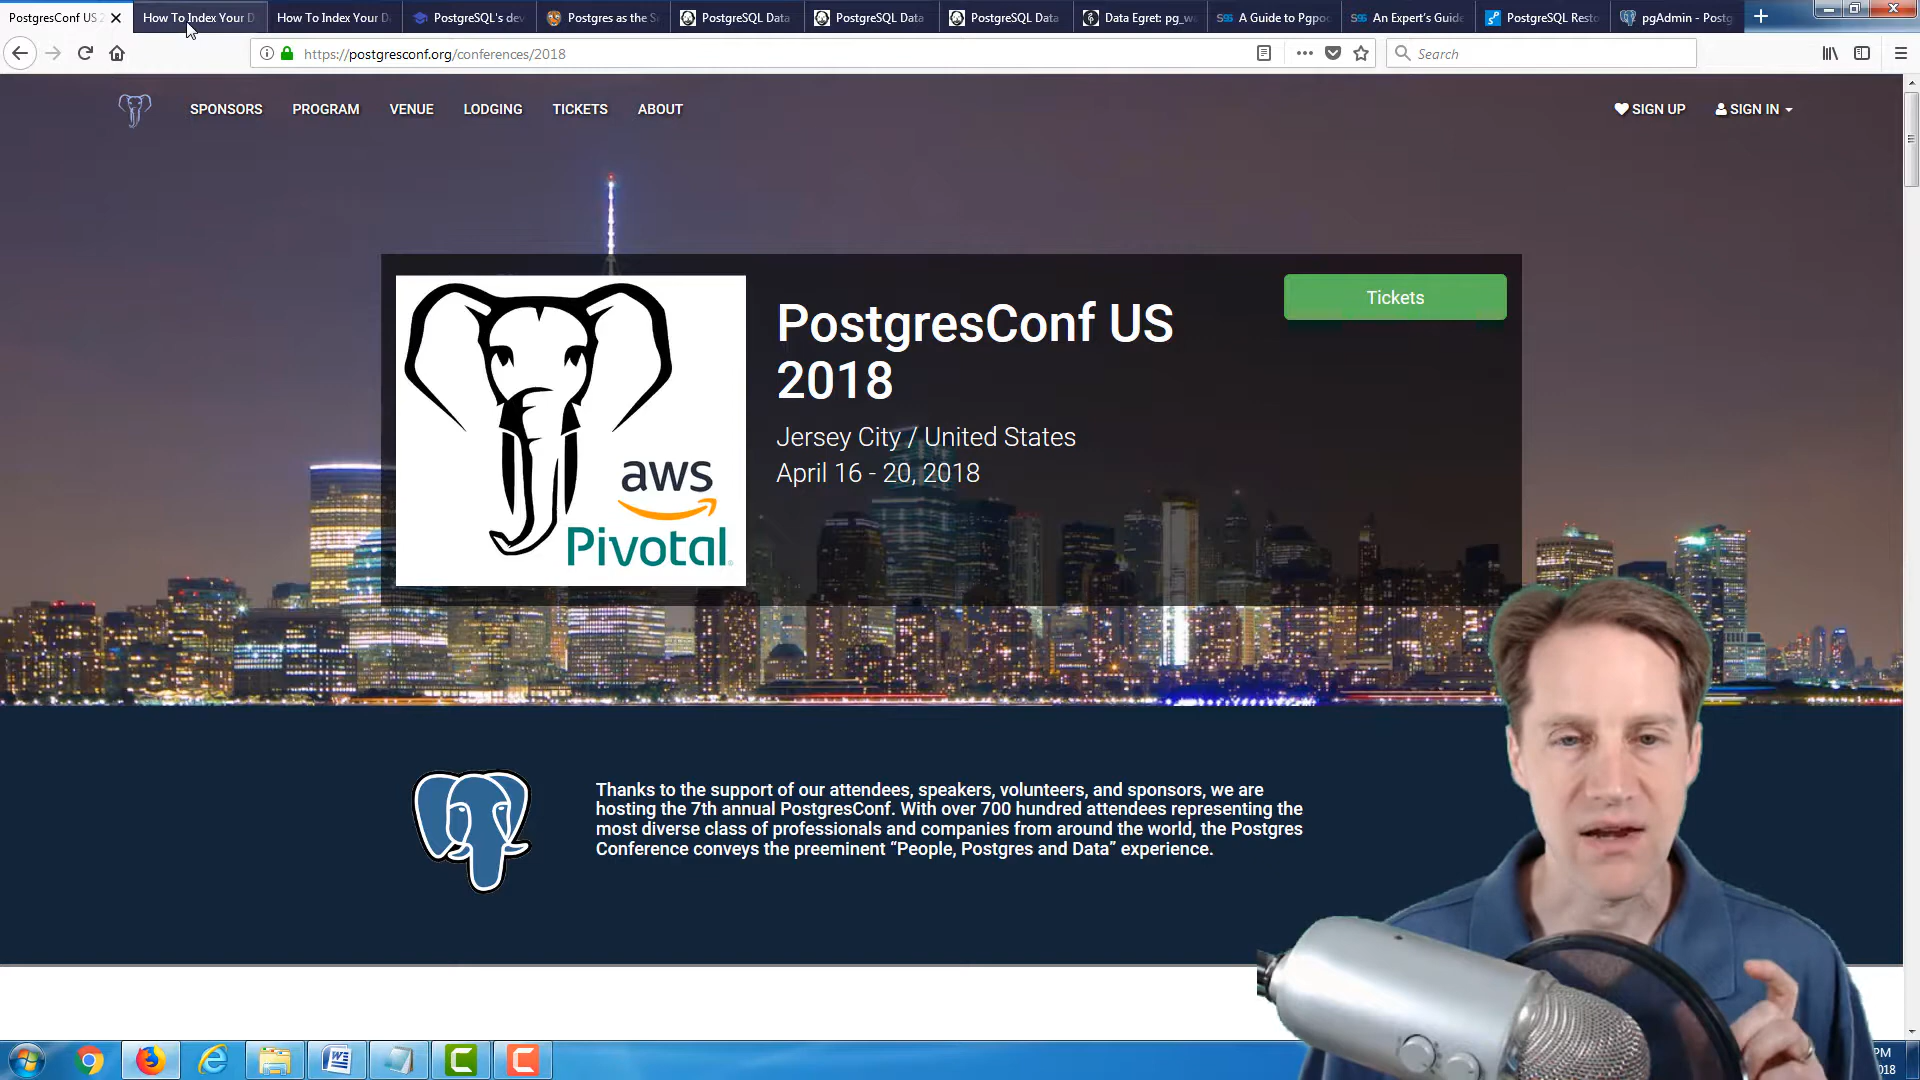 PostgresConf US 2
How To Index Your D
How To Index Your D
PostgreSQL's dev
Postgres as the S
PostgreSQL Data
PostgreSQL Data
PostgreSQL Data
Data Egret: pg_w
A Guide to Pgpoo
An Expert's Guide
PostgreSQL Resto
pgAdmin - Postg
https://postgresconf.org/conferences/2018
Search
SPONSORS PROGRAM VENUE LODGING TICKETS ABOUT
SIGN UP SIGN IN
Tickets
PostgresConf US
2018
Jersey City / United States
April 16 - 20, 2018
aws
Pivotal
Thanks to the support of our attendees, speakers, volunteers, and sponsors, we are
hosting the 7th annual PostgresConf. With over 700 hundred attendees representing the
most diverse class of professionals and companies from around the world, the Postgres
Conference conveys the preeminent “People, Postgres and Data” experience.
PM
018